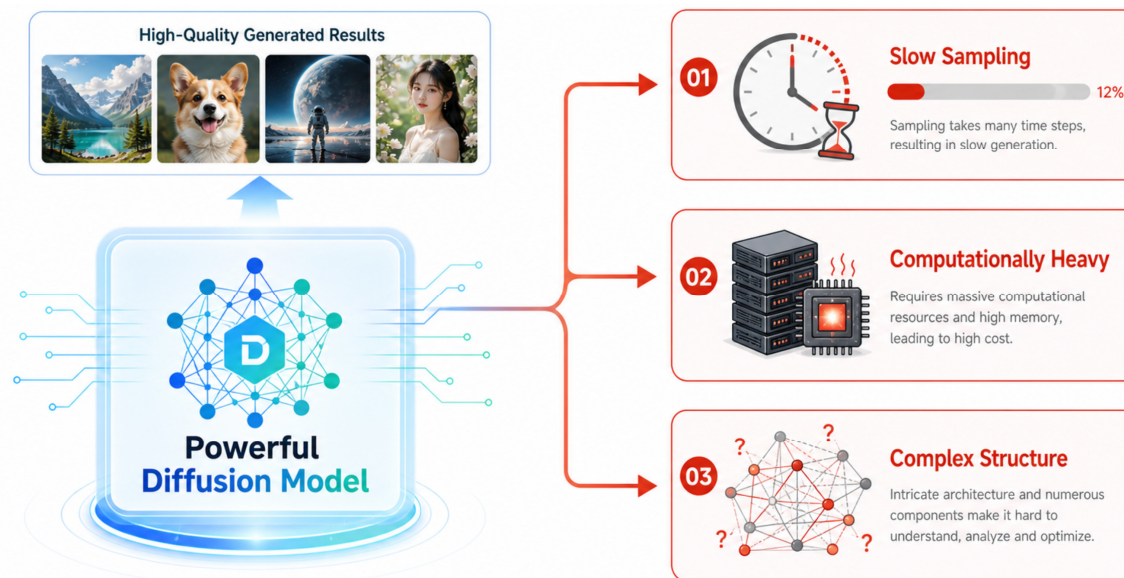 High-Quality Generated Results
D
Powerful
Diffusion Model
01
Slow Sampling
12%
Sampling takes many time steps,
resulting in slow generation.
02
Computationally Heavy
Requires massive computational
resources and high memory,
leading to high cost.
03
? ?
? ?
Complex Structure
Intricate architecture and numerous
components make it hard to
understand, analyze and optimize.